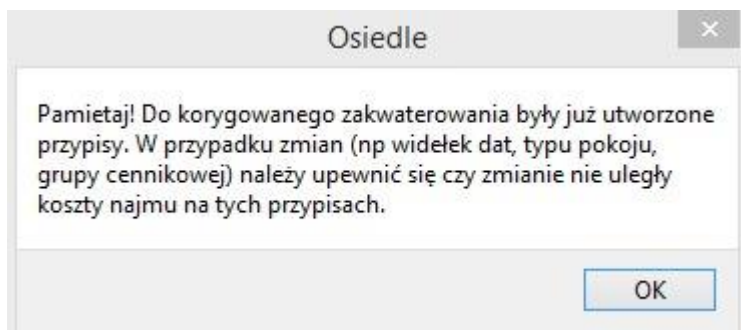 Osiedle
Pamietaj! Do korygowanego zakwaterowania były już utworzone
przypisy. W przypadku zmian (np widełek dat, typu pokoju,
grupy cennikowej) należy upewnić się czy zmianie nie uległy
koszty najmu na tych przypisach.
OK